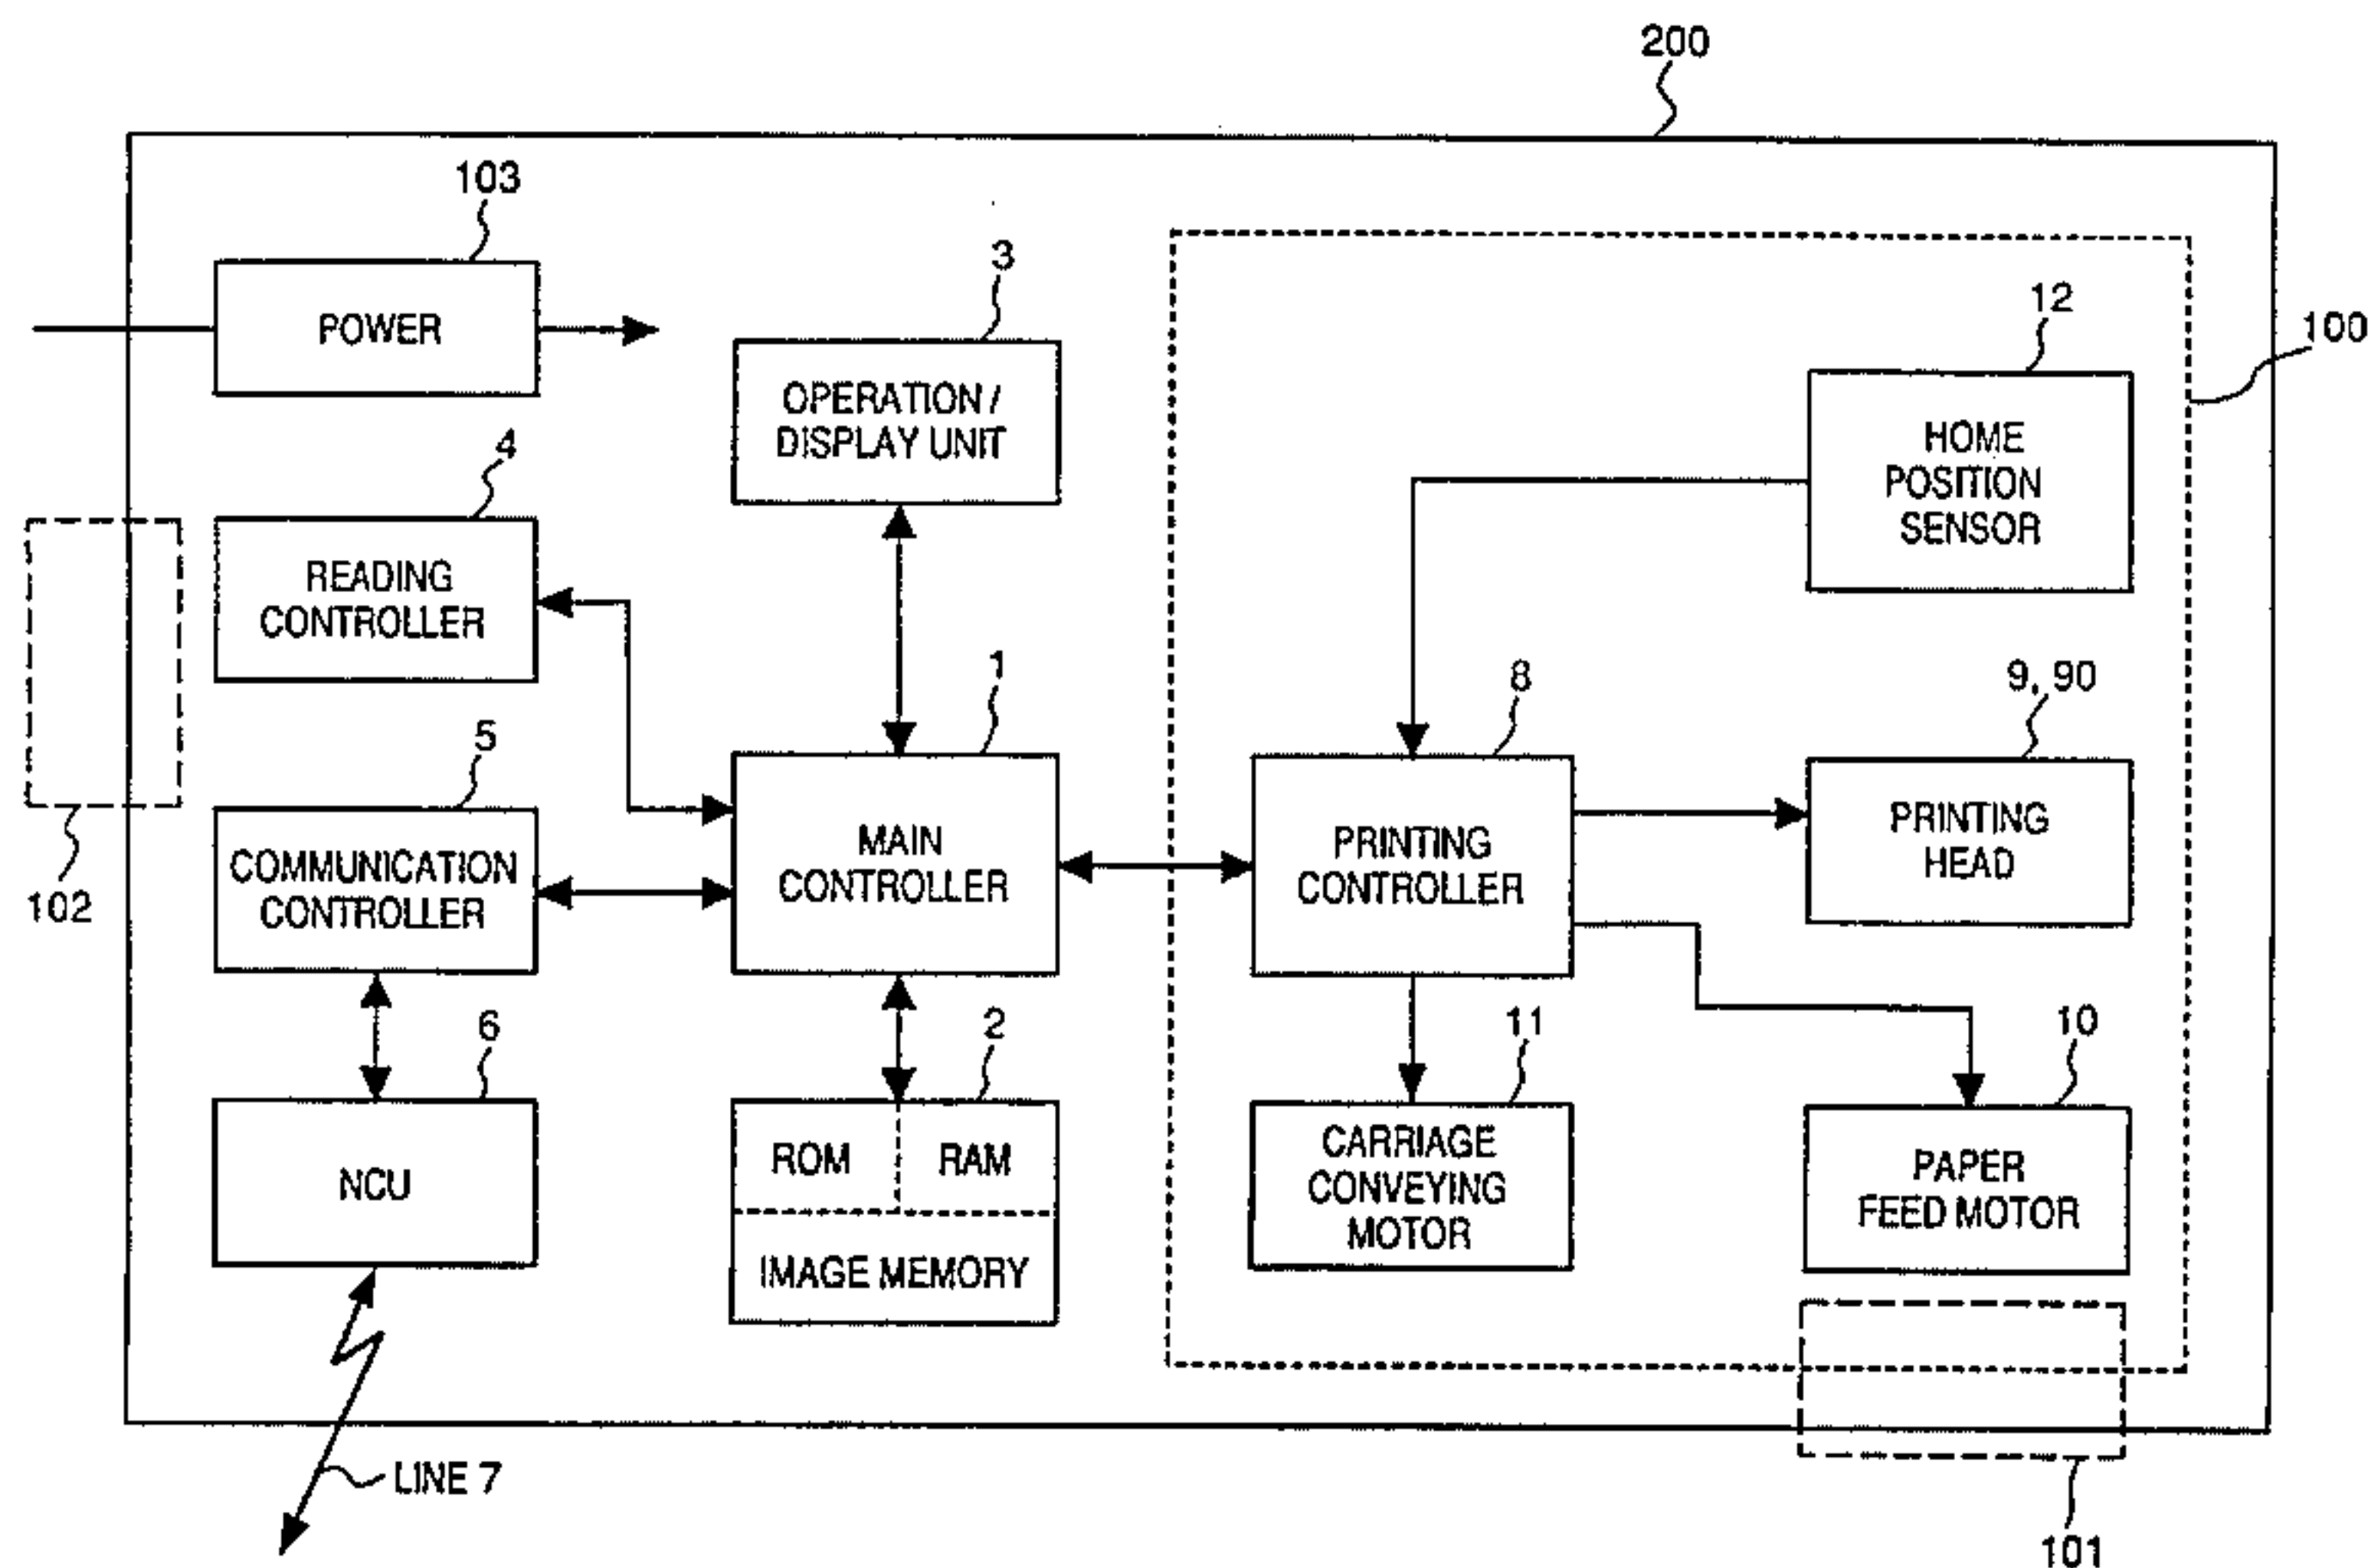 200
103
POWER
3
OPERATION /
DISPLAY UNIT
12
HOME
POSITION
SENSOR
100
4
READING
CONTROLLER
102
5
COMMUNICATION
CONTROLLER
1
MAIN
CONTROLLER
8
PRINTING
CONTROLLER
9, 90
PRINTING
HEAD
6
NCU
2
ROM
RAM
IMAGE MEMORY
11
CARRIAGE
CONVEYING
MOTOR
10
PAPER
FEED MOTOR
LINE 7
101